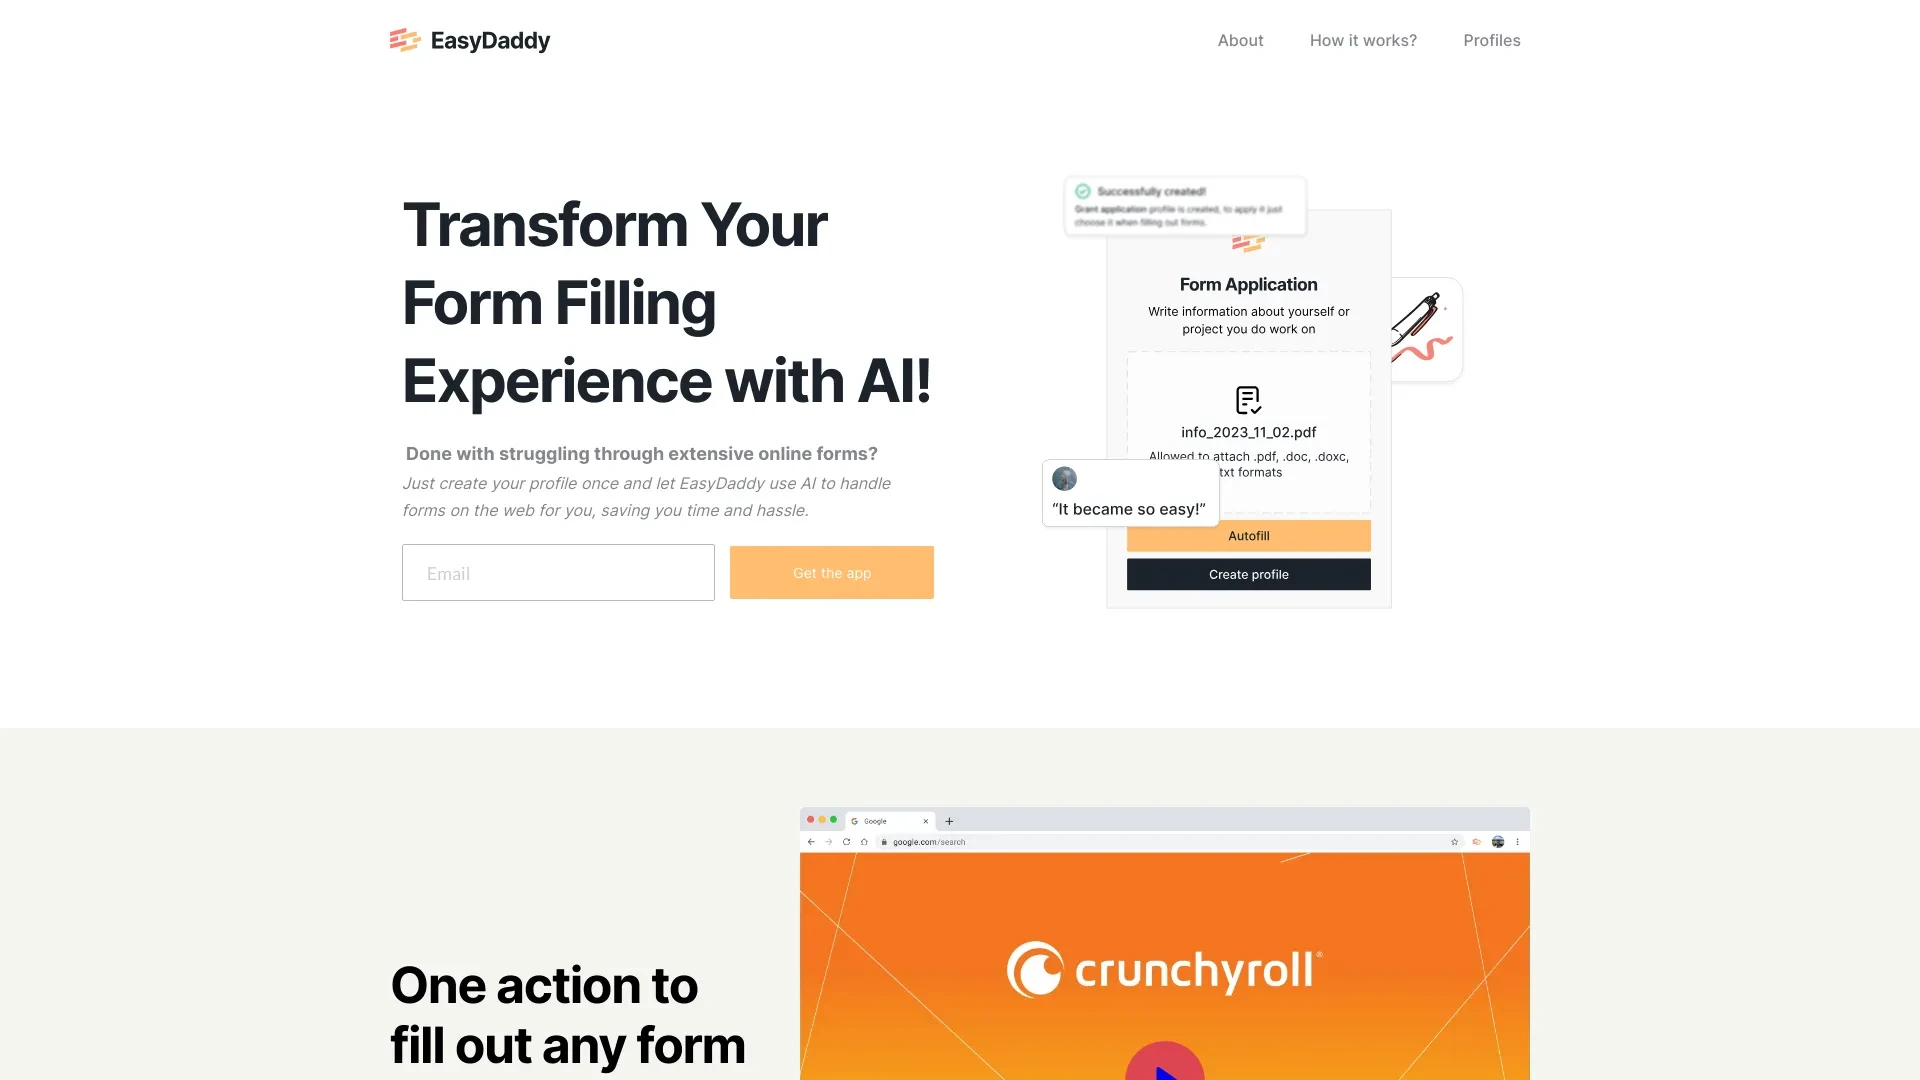 EasyDaddy
About
How it works?
Profiles
Transform Your
Form Filling
Experience with AI!
Done with struggling through extensive online forms?
Just create your profile once and let EasyDaddy use AI to handle
forms on the web for you, saving you time and hassle.
Email
Get the app
Successfully created!
Grant application profile is created, to apply it just
choose it when filling out forms.
Form Application
Write information about yourself or
project you do work on
info_2023_11_02.pdf
Allowed to attach .pdf, .doc, .doxc,
txt formats
“It became so easy!”
Autofill
Create profile
One action to
fill out any form
Google
google.com/search
crunchyroll®